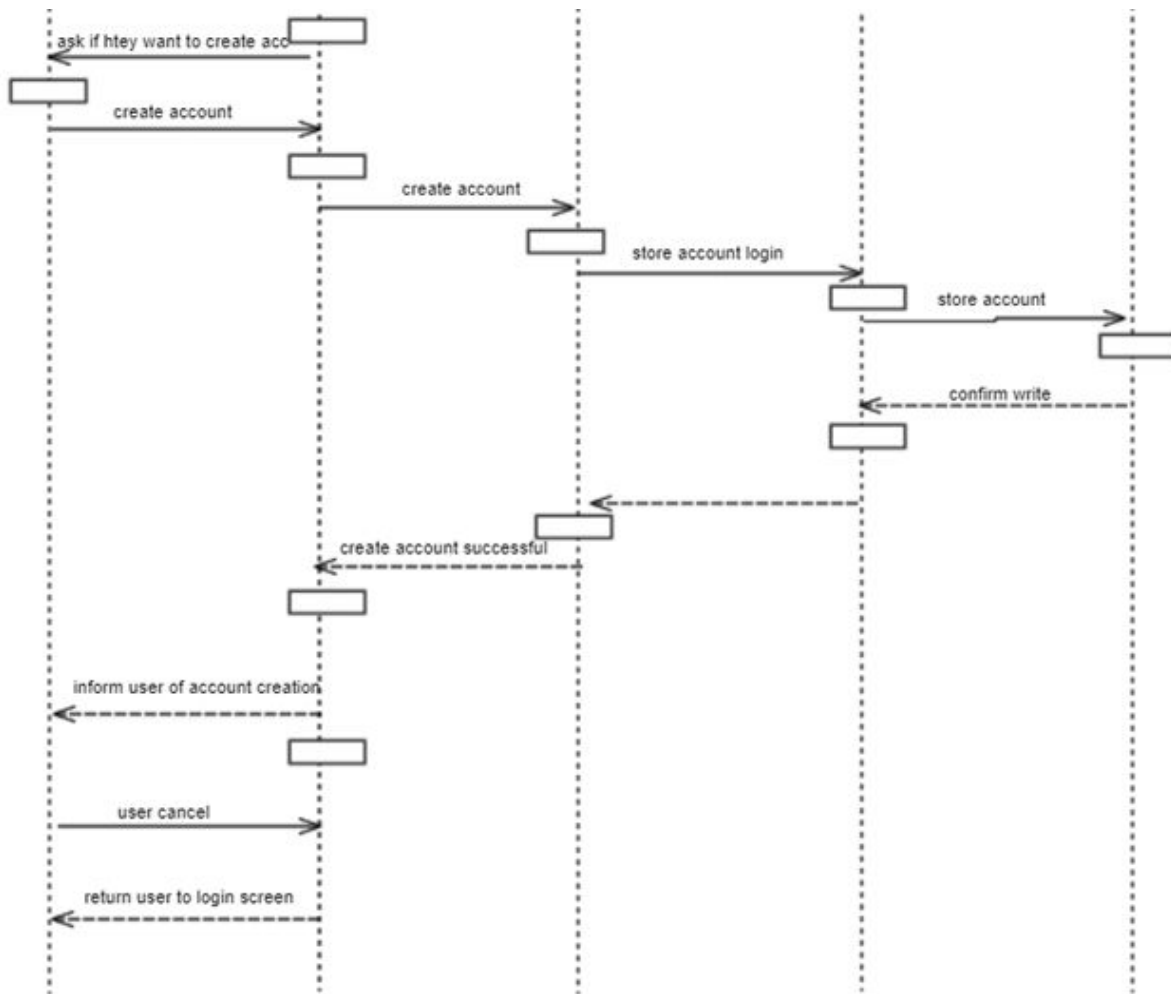 ask if htey want to create acc
create account
create account
store account login
store account
confirm write
create account successful
inform user of account creation
user cancel
return user to login screen